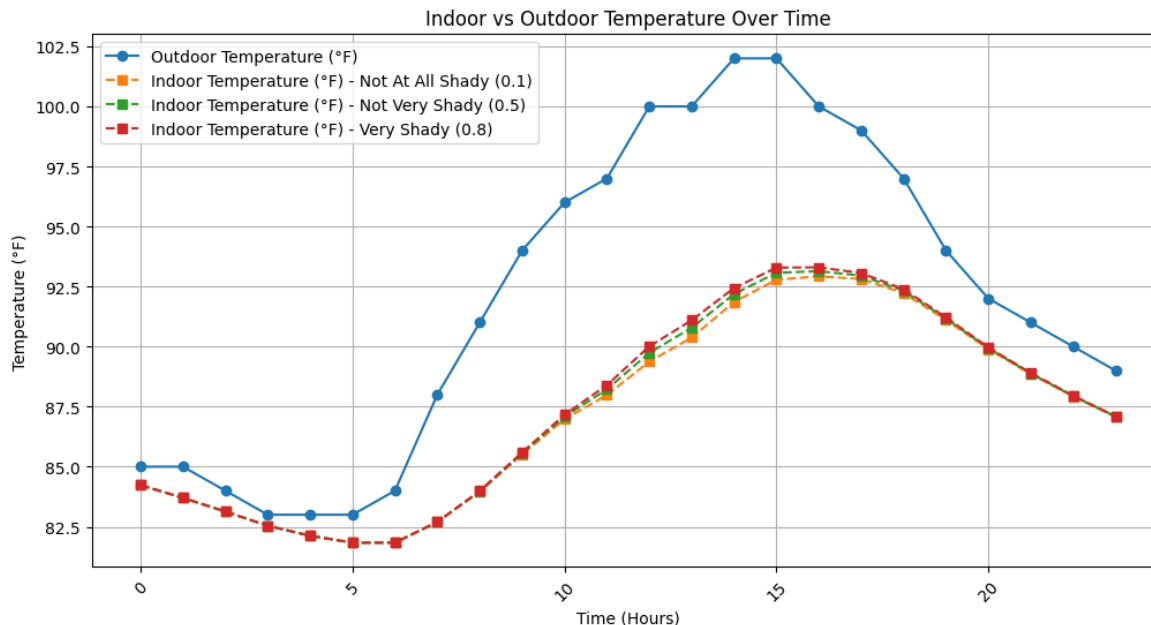 Indoor vs Outdoor Temperature Over Time
Outdoor Temperature (°F)
Indoor Temperature (°F) - Not At All Shady (0.1)
Indoor Temperature (°F) - Not Very Shady (0.5)
Indoor Temperature (°F) - Very Shady (0.8)
Temperature (°F)
102.5
100.0
97.5
95.0
92.5
90.0
87.5
85.0
82.5
0
5
10
15
20
Time (Hours)